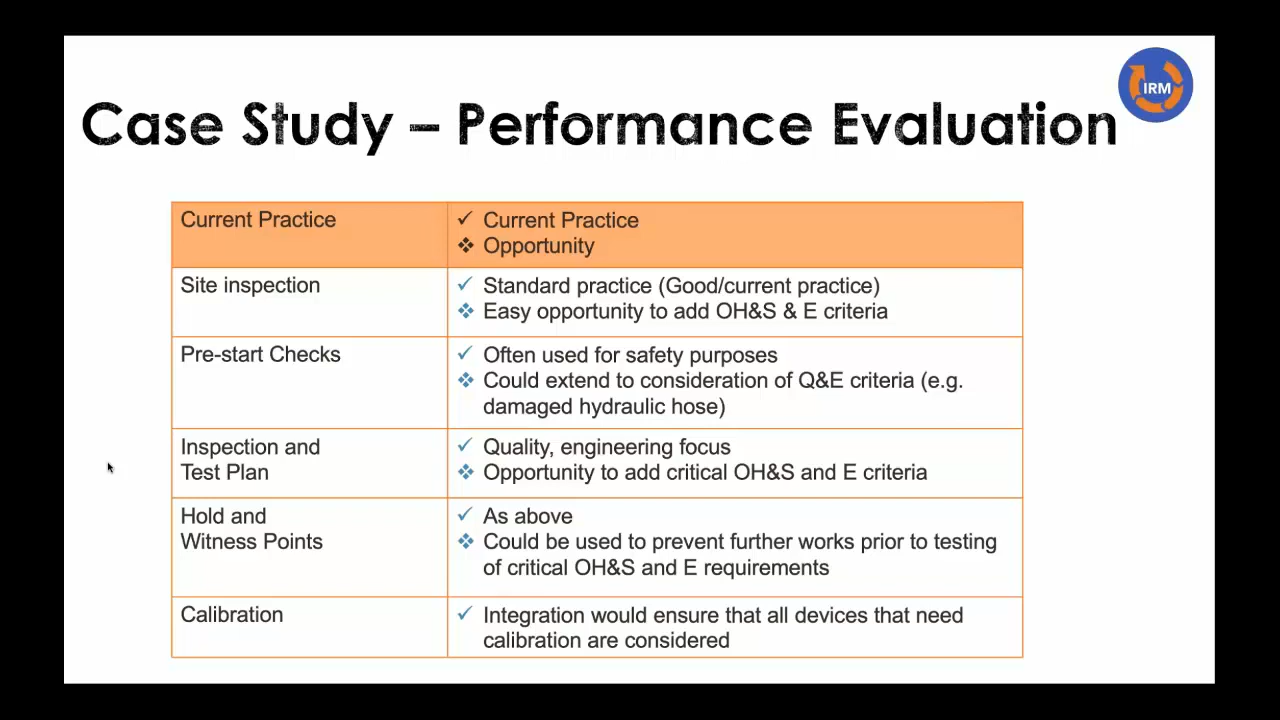 IRM
Case Study – Performance Evaluation
Current Practice
✓ Current Practice
❖ Opportunity
Site inspection
✓ Standard practice (Good/current practice)
❖ Easy opportunity to add OH&S & E criteria
Pre-start Checks
✓ Often used for safety purposes
❖ Could extend to consideration of Q&E criteria (e.g.
damaged hydraulic hose)
Inspection and
Test Plan
✓ Quality, engineering focus
❖ Opportunity to add critical OH&S and E criteria
Hold and
Witness Points
✓ As above
❖ Could be used to prevent further works prior to testing
of critical OH&S and E requirements
Calibration
✓ Integration would ensure that all devices that need
calibration are considered